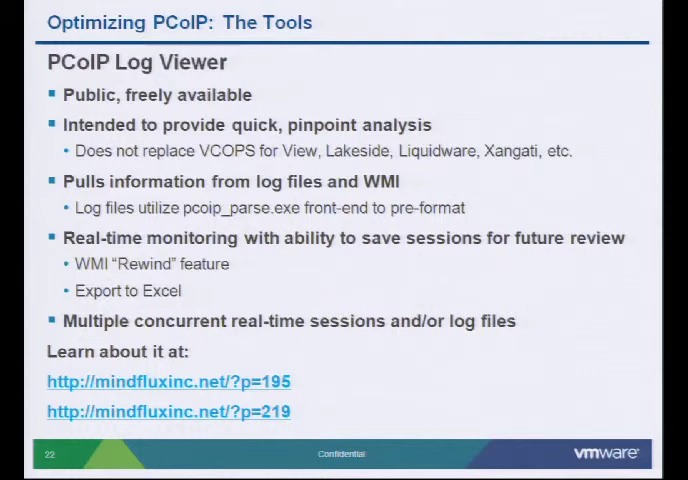 Optimizing PCoIP: The Tools
PCoIP Log Viewer
Public, freely available
Intended to provide quick, pinpoint analysis
Does not replace VCOPS for View, Lakeside, Liquidware, Xangati, etc.
Pulls information from log files and WMI
Log files utilize pcoip_parse.exe front-end to pre-format
Real-time monitoring with ability to save sessions for future review
WMI “Rewind” feature
Export to Excel
Multiple concurrent real-time sessions and/or log files
Learn about it at:
http://mindfluxinc.net/?p=195
http://mindfluxinc.net/?p=219
22
Confidential
vmware